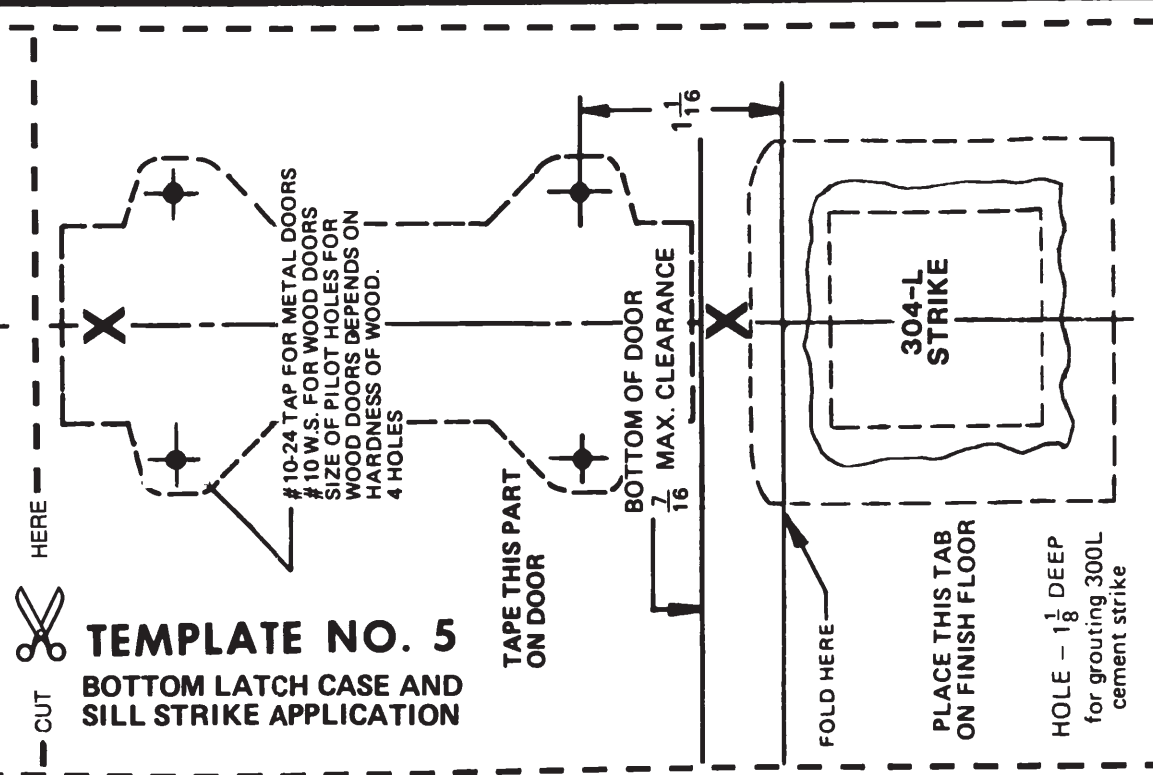 CUT
HERE
TEMPLATE NO. 5
BOTTOM LATCH CASE AND
SILL STRIKE APPLICATION
X
#10-24 TAP FOR METAL DOORS
#10 W.S. FOR WOOD DOORS
SIZE OF PILOT HOLES FOR
WOOD DOORS DEPENDS ON
HARDNESS OF WOOD.
4 HOLES
TAPE THIS PART
ON DOOR
BOTTOM OF DOOR
7/16 MAX. CLEARANCE
1 1/16
X
FOLD HERE
304-L
STRIKE
PLACE THIS TAB
ON FINISH FLOOR
HOLE – 1 1/8 DEEP
for grouting 300L
cement strike